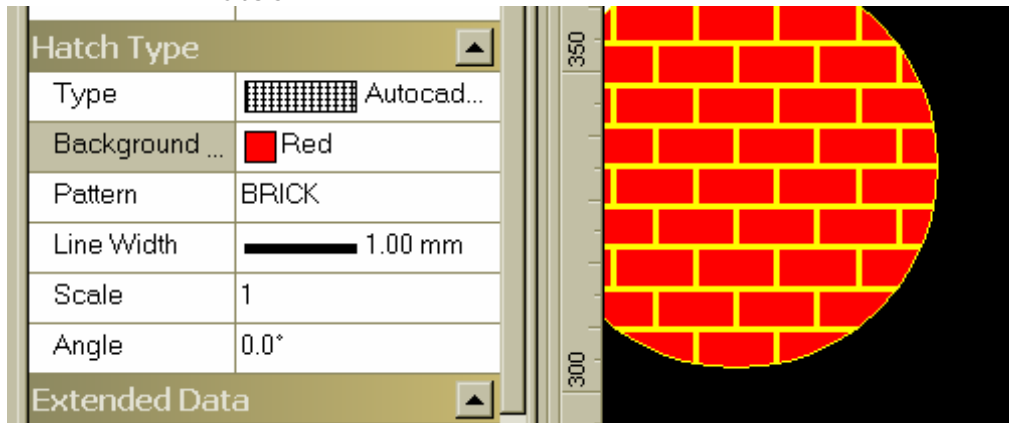 Hatch Type
Type Autocad...
Background ... Red
Pattern BRICK
Line Width 1.00 mm
Scale 1
Angle 0.0°
Extended Data
350
300